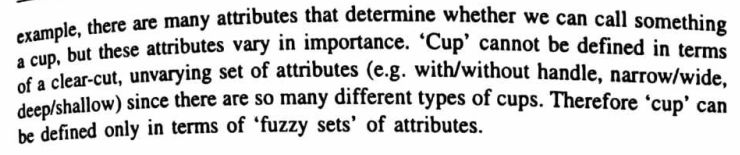 example, there are many attributes that determine whether we can call something
a cup, but these attributes vary in importance. ‘Cup’ cannot be defined in terms
of a clear-cut, unvarying set of attributes (e.g. with/without handle, narrow/wide,
deep/shallow) since there are so many different types of cups. Therefore ‘cup’ can
be defined only in terms of ‘fuzzy sets’ of attributes.